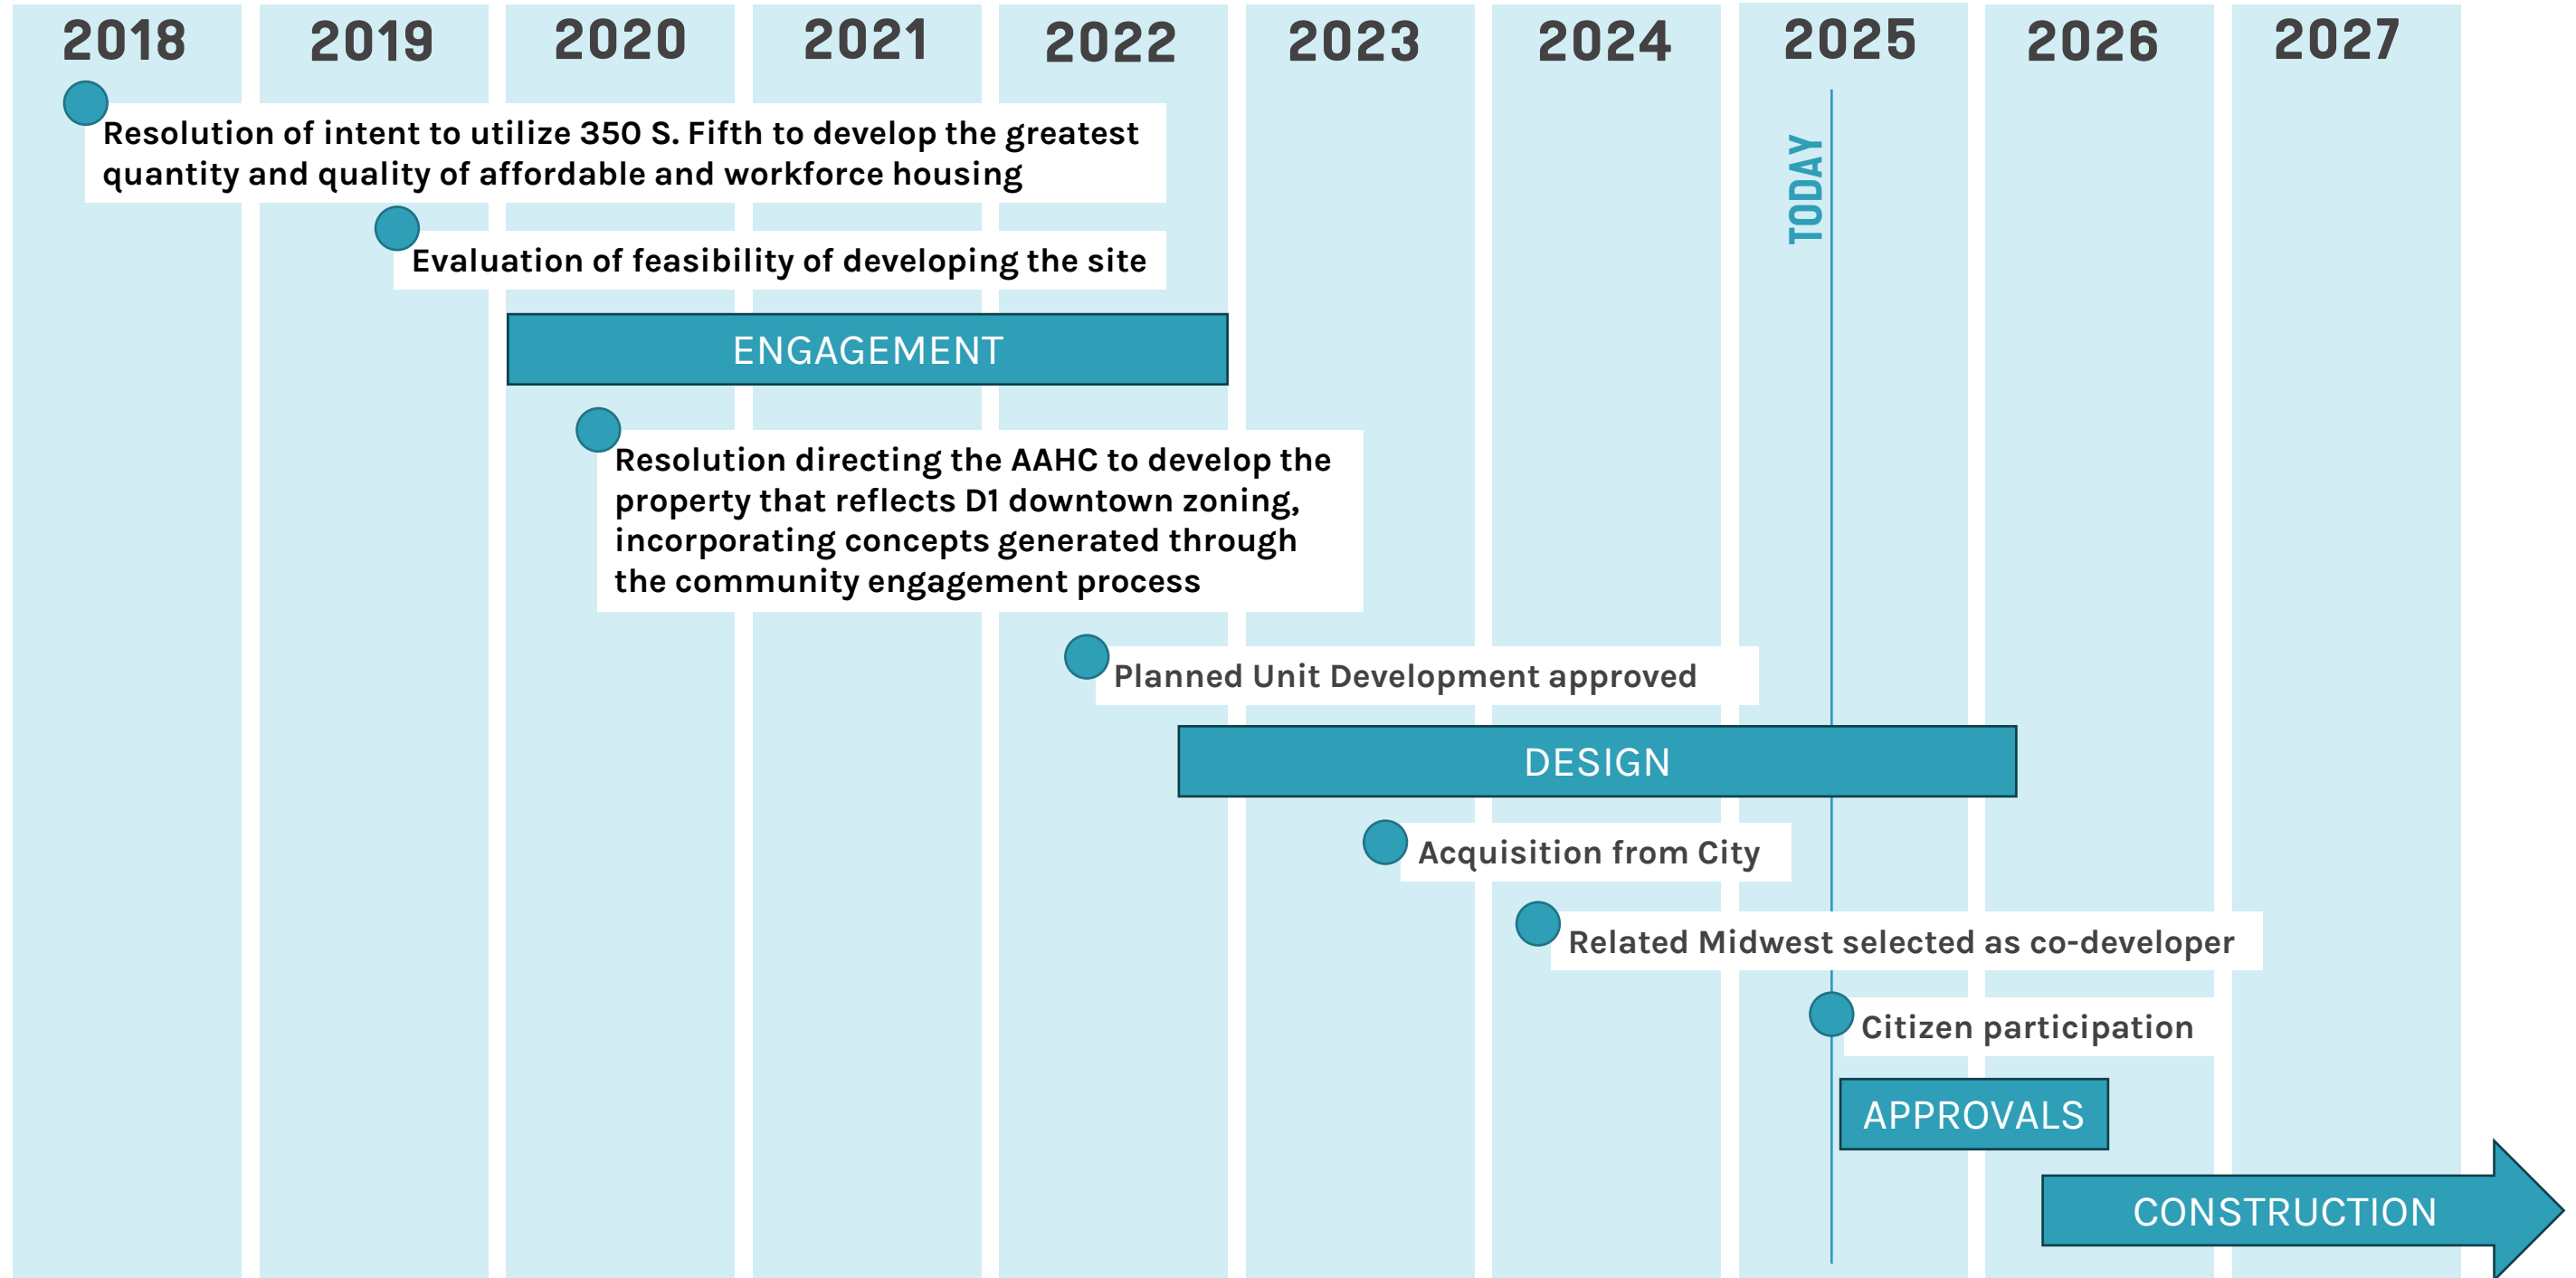 2018 2019 2020 2021 2022 2023 2024 2025 2026 2027
Resolution of intent to utilize 350 S. Fifth to develop the greatest
quantity and quality of affordable and workforce housing
TODAY
Evaluation of feasibility of developing the site
ENGAGEMENT
Resolution directing the AAHC to develop the
property that reflects D1 downtown zoning,
incorporating concepts generated through
the community engagement process
Planned Unit Development approved
DESIGN
Acquisition from City
Related Midwest selected as co-developer
Citizen participation
APPROVALS
CONSTRUCTION